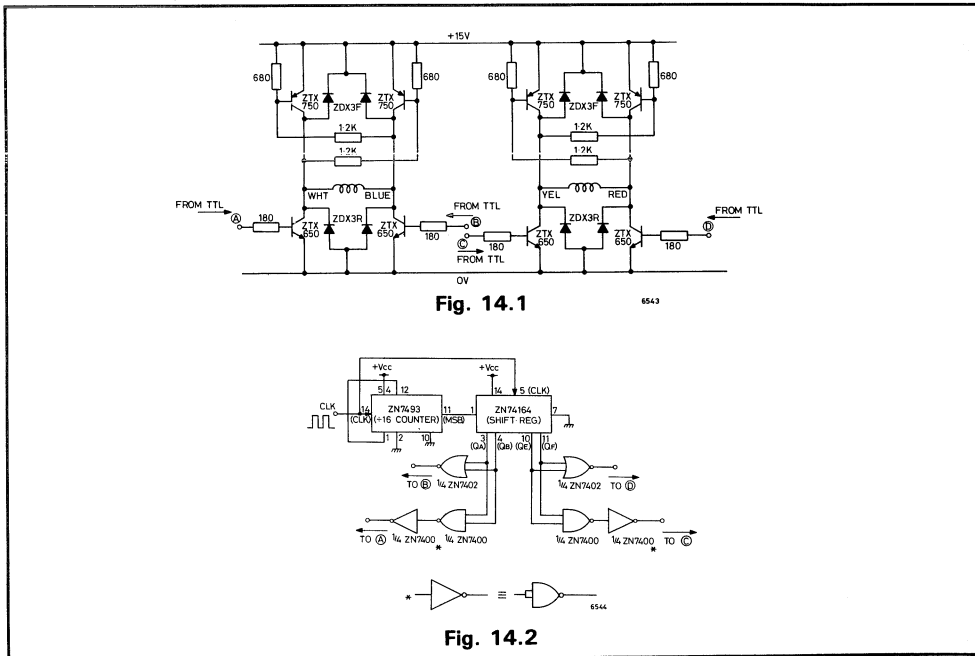 +15V
680
ZTX
750
ZDX3F
ZTX
750
680
1·2K
1·2K
WHT
BLUE
FROM TTL
A
180
ZTX
650
ZDX3R
ZTX
650
180
FROM TTL
B
680
ZTX
750
ZDX3F
ZTX
750
680
1·2K
1·2K
YEL
RED
C
FROM TTL
180
ZTX
650
ZDX3R
ZTX
650
180
FROM TTL
D
0V
Fig. 14.1
6543
+Vcc
5 4 12
CLK
14
(CLK)
ZN7493
(÷16 COUNTER)
11
(MSB)
1 2 10
+Vcc
14
5 (CLK)
1
ZN74164
(SHIFT·REG)
7
3 4 10 11
(QA) (QB) (QE) (QF)
TO B
1/4 ZN7402
1/4 ZN7402
TO D
TO A
1/4 ZN7400
*
1/4 ZN7400
1/4 ZN7400
1/4 ZN7400
*
TO C
* ≡
6544
Fig. 14.2